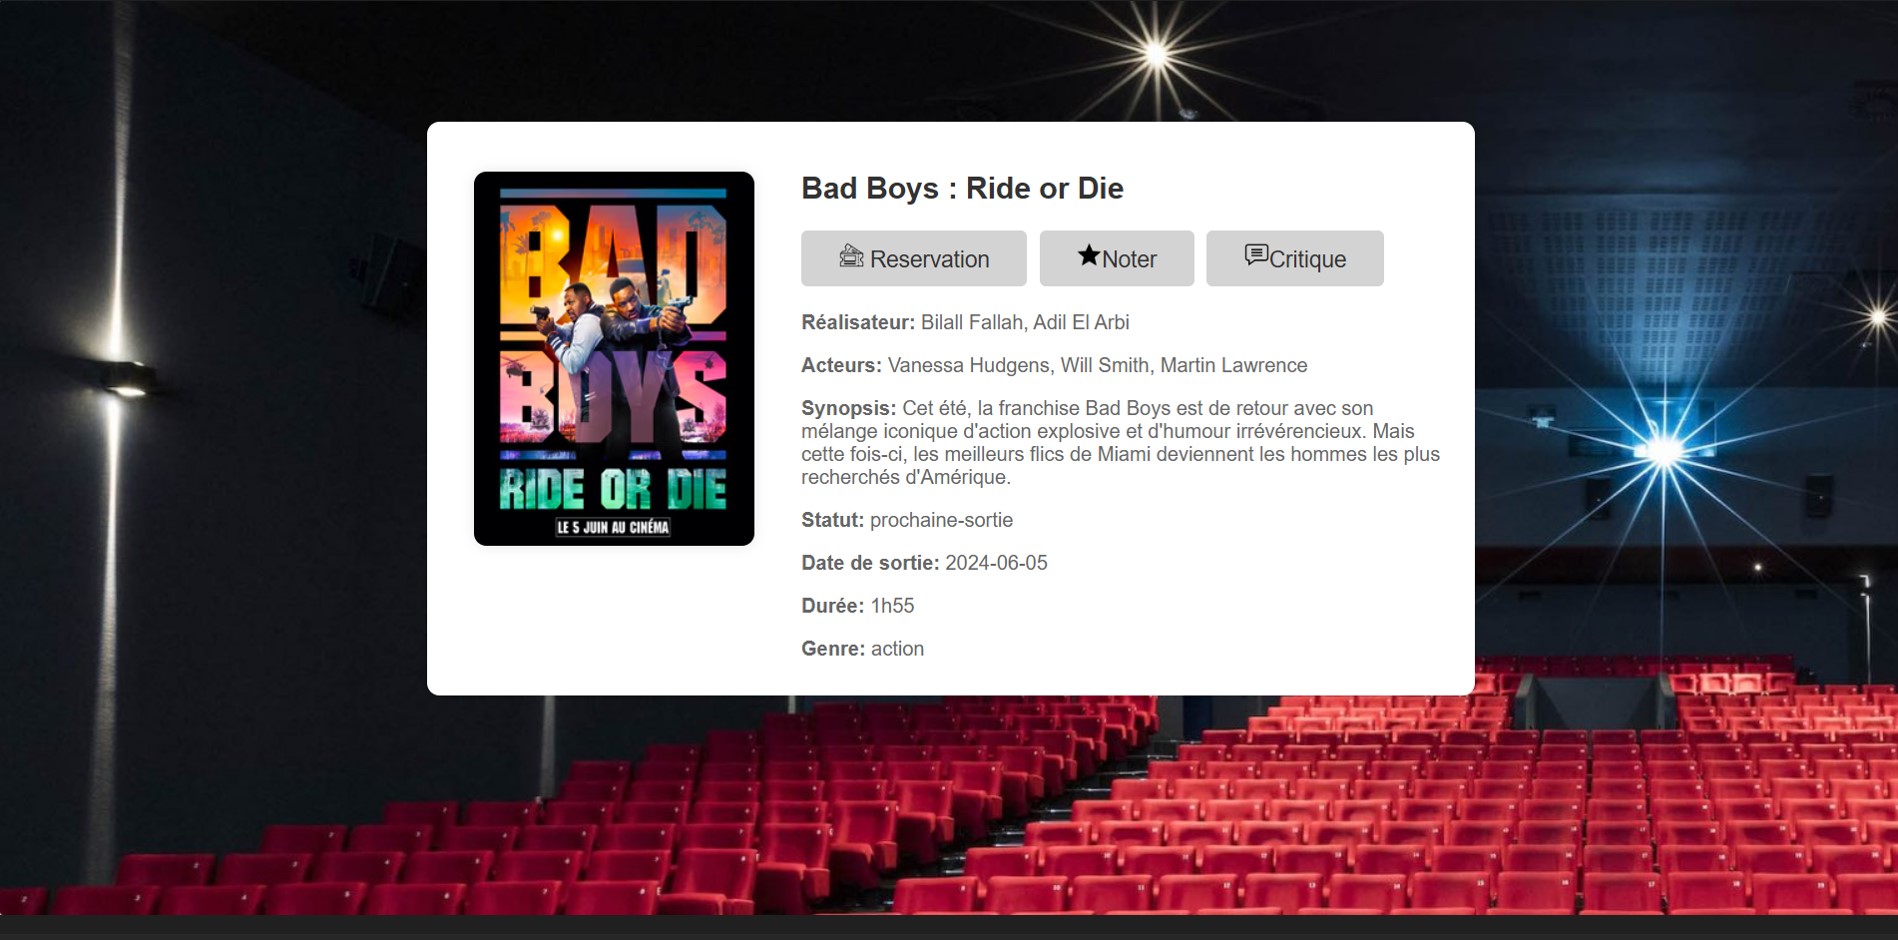 BAD
BOYS
RIDE OR DIE
LE 5 JUIN AU CINÉMA
Bad Boys : Ride or Die
Reservation
Noter
Critique
Réalisateur: Bilall Fallah, Adil El Arbi
Acteurs: Vanessa Hudgens, Will Smith, Martin Lawrence
Synopsis: Cet été, la franchise Bad Boys est de retour avec son
mélange iconique d'action explosive et d'humour irrévérencieux. Mais
cette fois-ci, les meilleurs flics de Miami deviennent les hommes les plus
recherchés d'Amérique.
Statut: prochaine-sortie
Date de sortie: 2024-06-05
Durée: 1h55
Genre: action